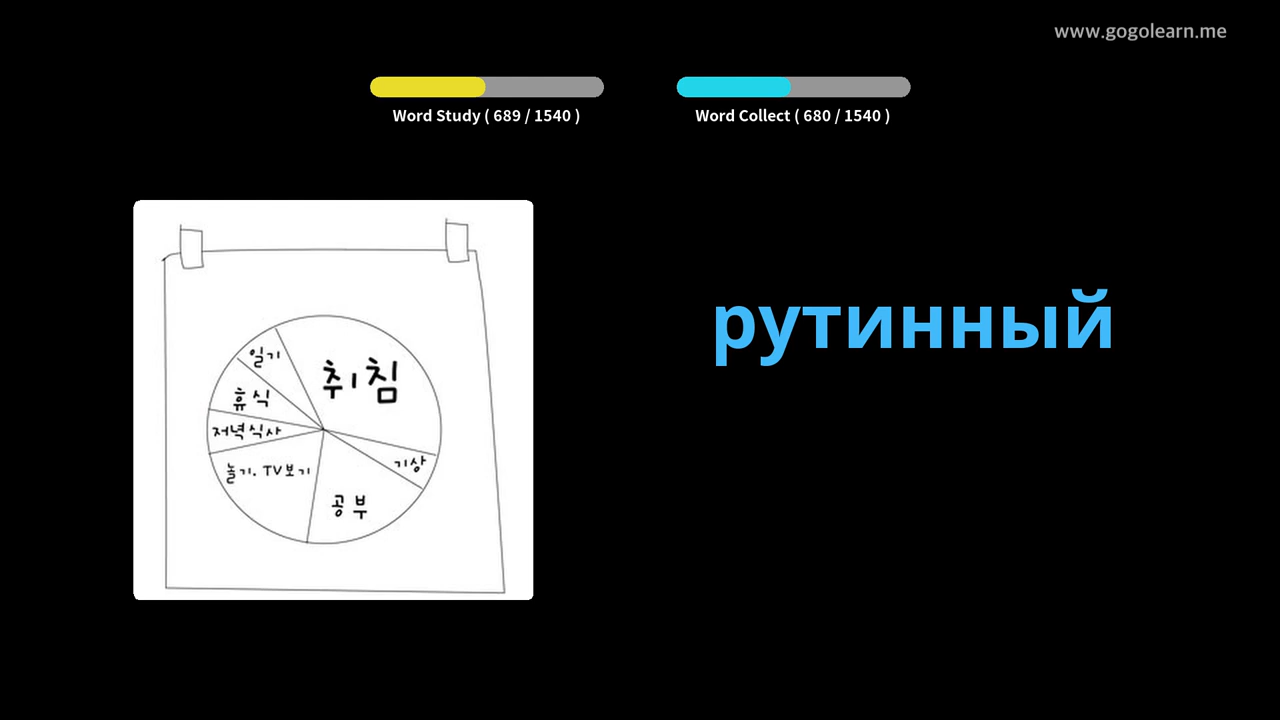 www.gogolearn.me
Word Study ( 689 / 1540 )
Word Collect ( 680 / 1540 )
рутинный
일기
취침
휴식
저녁식사
기상
놀기. TV보기
공부